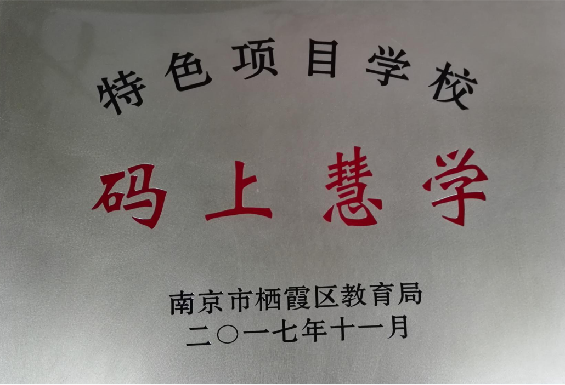 特色项目学校
码上慧学
南京市栖霞区教育局
二〇一七年十一月